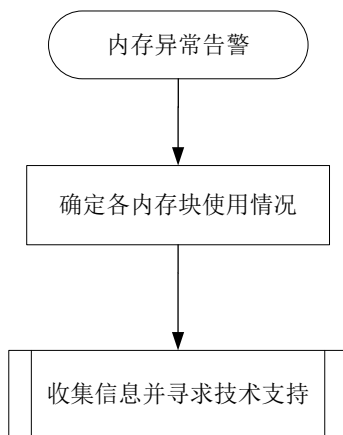 内存异常告警
确定各内存块使用情况
收集信息并寻求技术支持